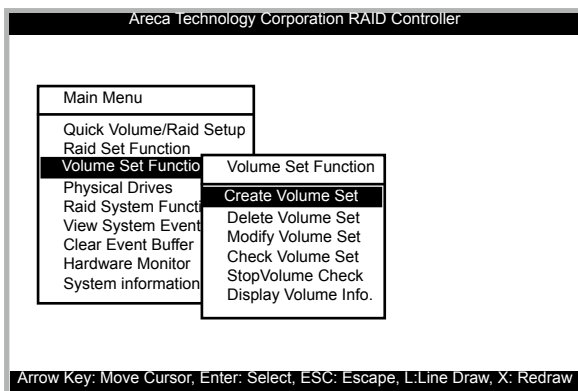 Areca Technology Corporation RAID Controller
Main Menu
Quick Volume/Raid Setup
Raid Set Function
Volume Set Functio
Physical Drives
Raid System Functi
View System Event
Clear Event Buffer
Hardware Monitor
System information
Volume Set Function
Create Volume Set
Delete Volume Set
Modify Volume Set
Check Volume Set
StopVolume Check
Display Volume Info.
Arrow Key: Move Cursor, Enter: Select, ESC: Escape, L:Line Draw, X: Redraw